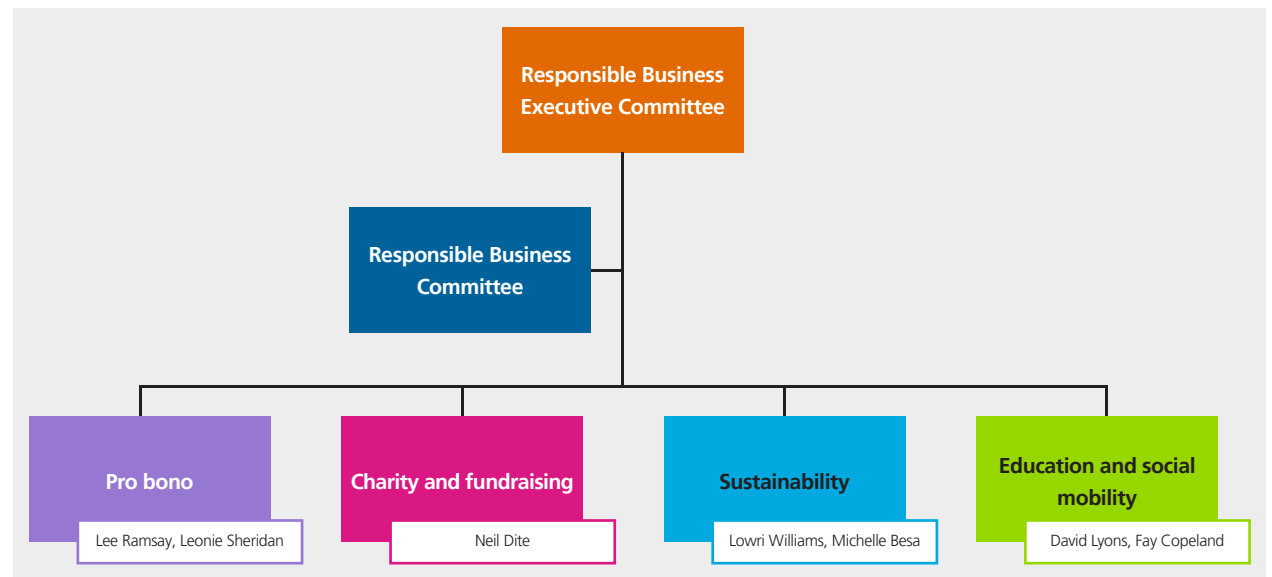 Responsible Business
Executive Committee
Responsible Business
Committee
Pro bono
Lee Ramsay, Leonie Sheridan
Charity and fundraising
Neil Dite
Sustainability
Lowri Williams, Michelle Besa
Education and social
mobility
David Lyons, Fay Copeland